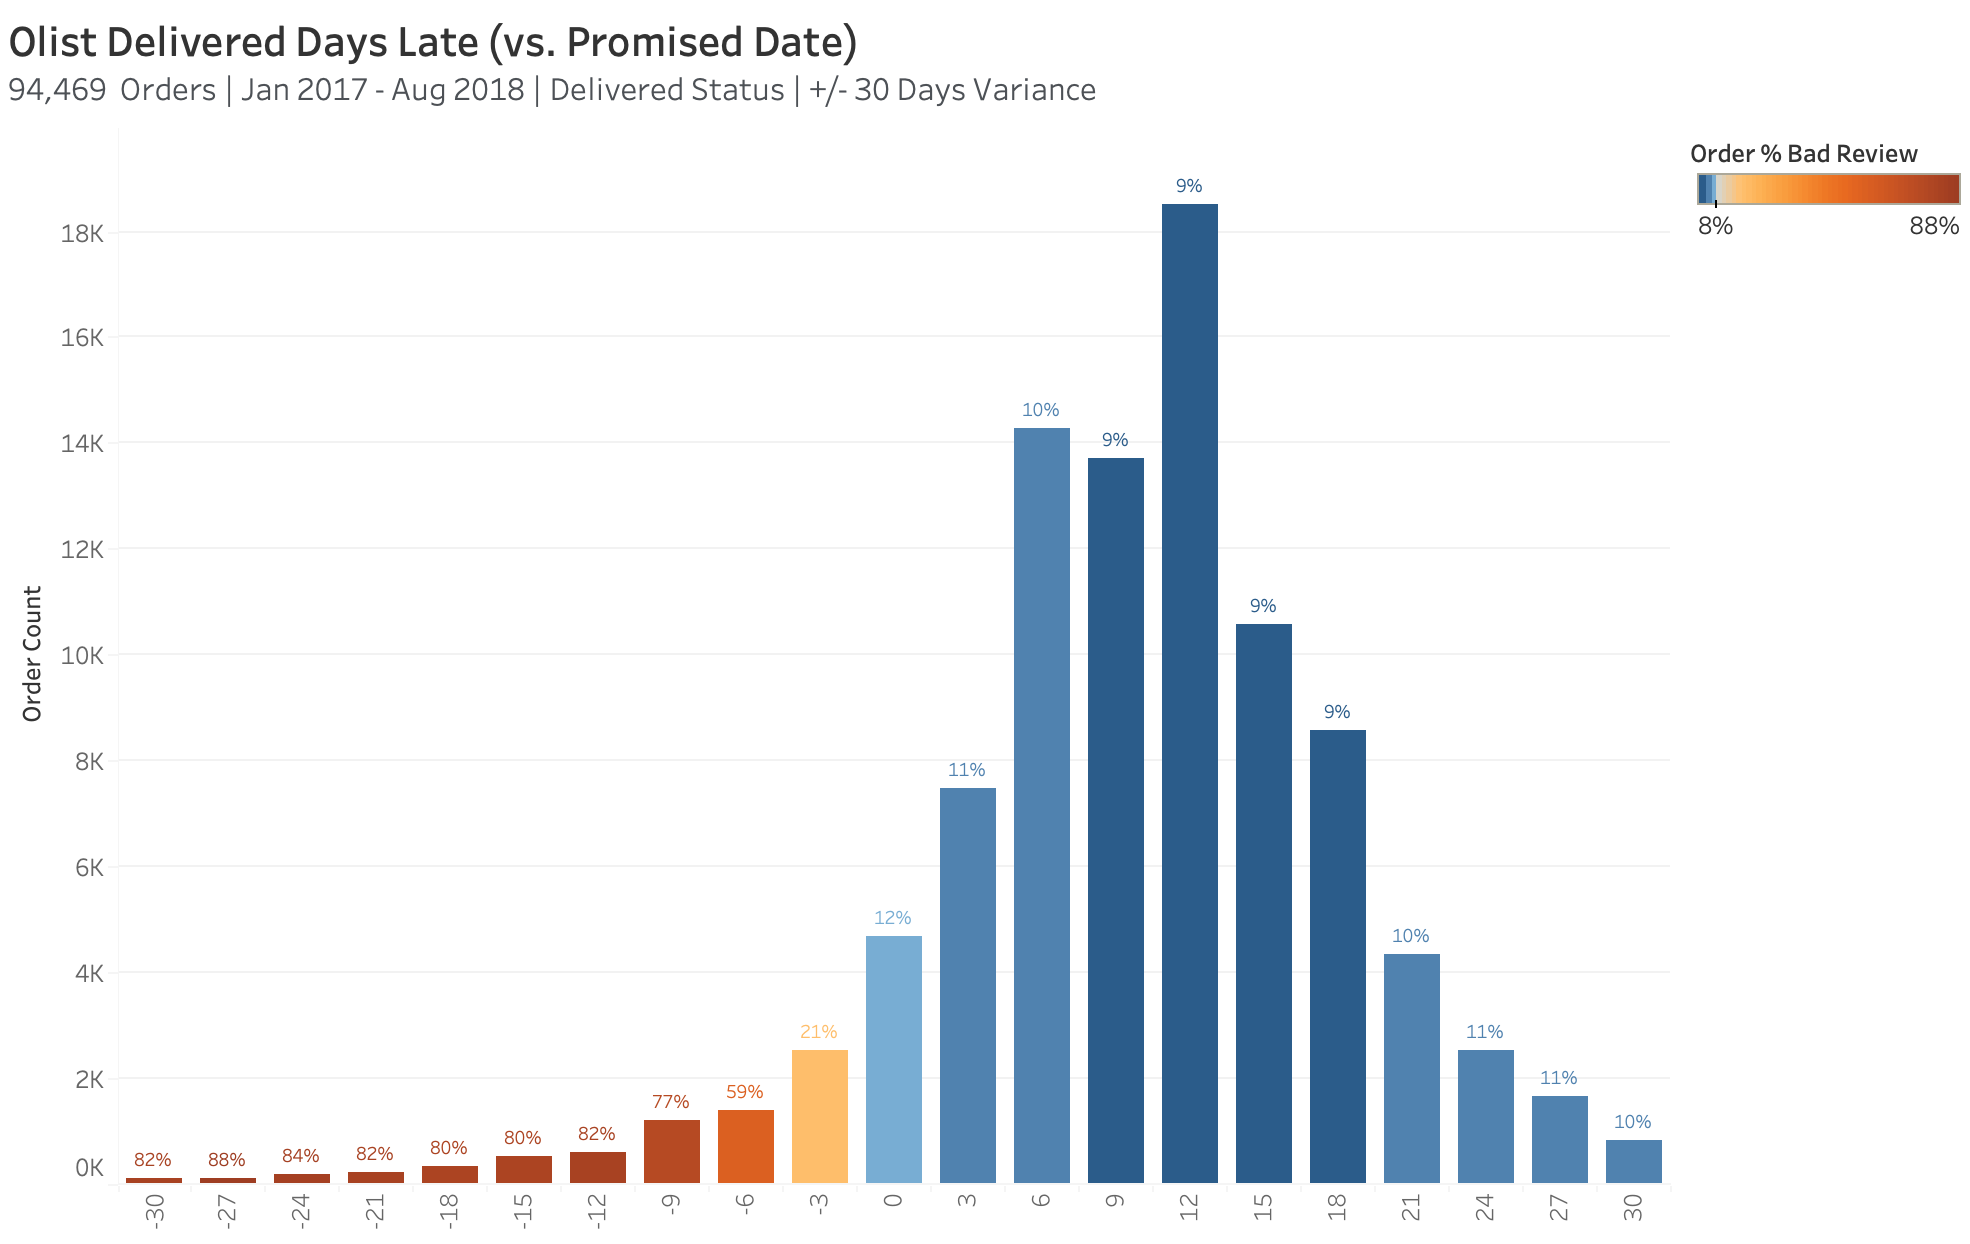 Olist Delivered Days Late (vs. Promised Date)
94,469 Orders | Jan 2017 - Aug 2018 | Delivered Status | +/- 30 Days Variance
Order % Bad Review
8% 88%
Order Count
18K
16K
14K
12K
10K
8K
6K
4K
2K
0K
82% 88% 84% 82% 80% 80% 82% 77% 59% 21% 12% 11% 10% 9% 9% 9% 9% 10% 11% 11% 10%
-30 -27 -24 -21 -18 -15 -12 -9 -6 -3 0 3 6 9 12 15 18 21 24 27 30